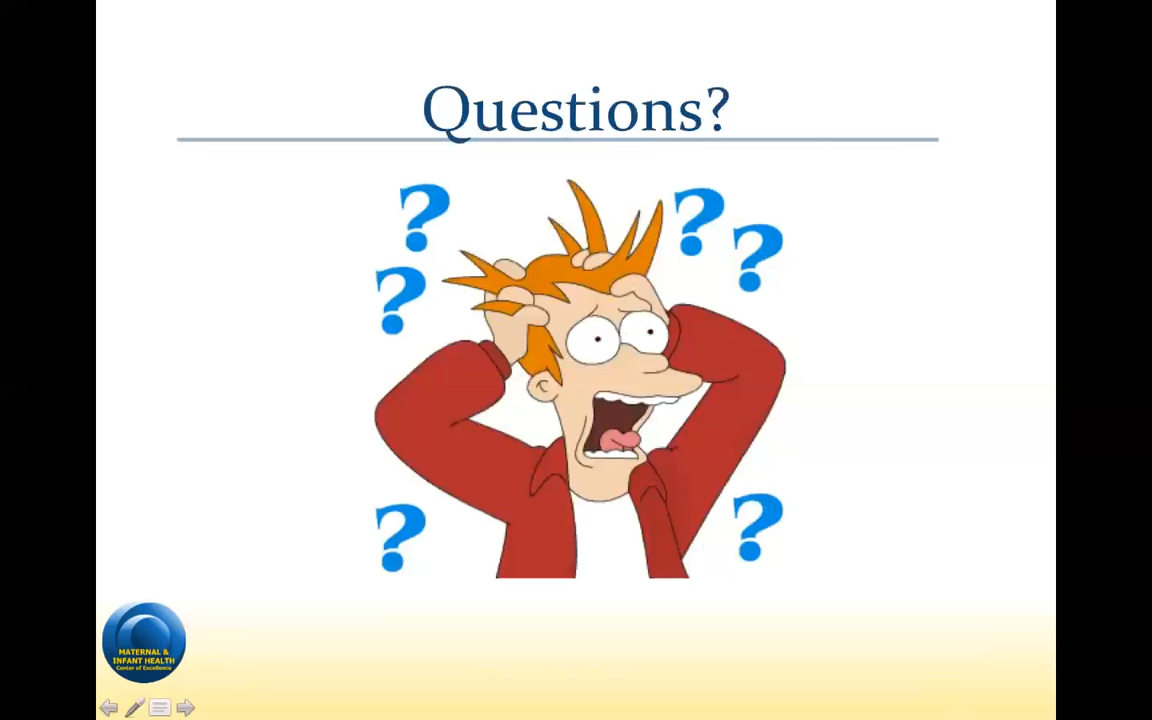 Questions?
? ?
? ?
? ?
MATERNAL &
INFANT HEALTH
Center of Excellence